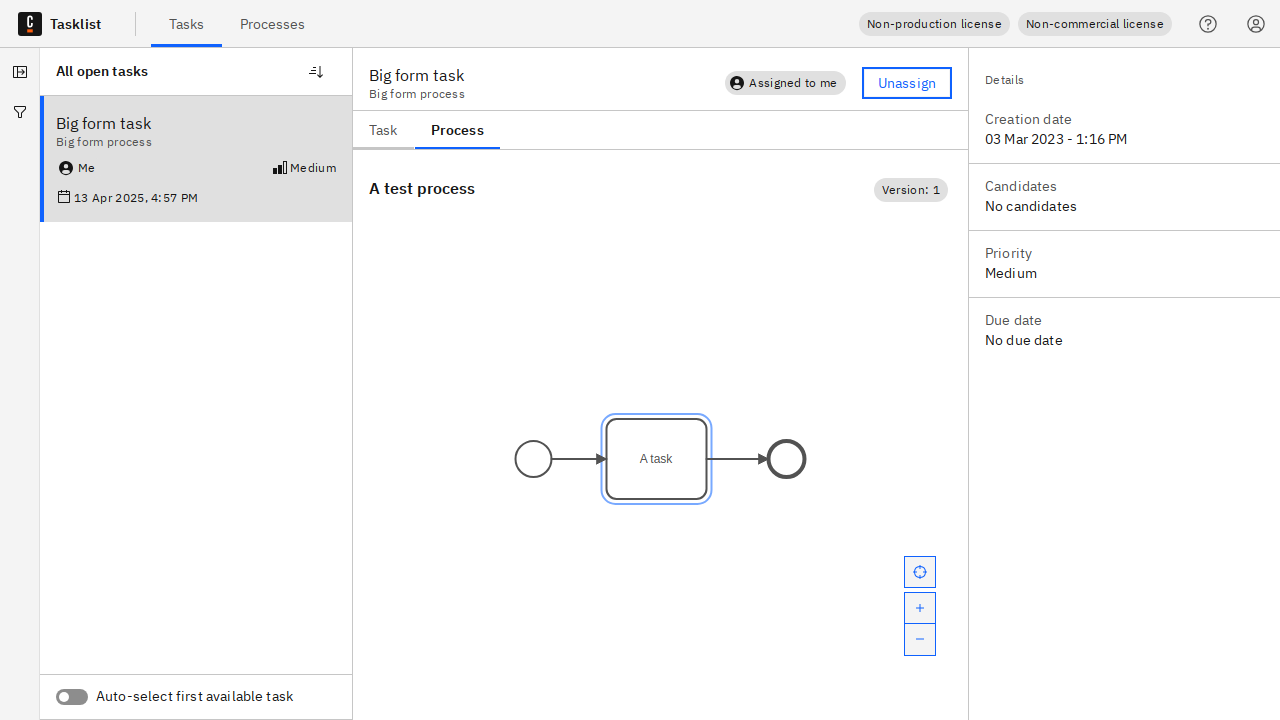 Tasklist
Tasks
Processes
Non-production license
Non-commercial license
All open tasks
Big form task
Big form process
Me
Medium
13 Apr 2025, 4:57 PM
Auto-select first available task
Big form task
Big form process
Assigned to me
Unassign
Task
Process
A test process
Version: 1
A task
Details
Creation date
03 Mar 2023 - 1:16 PM
Candidates
No candidates
Priority
Medium
Due date
No due date